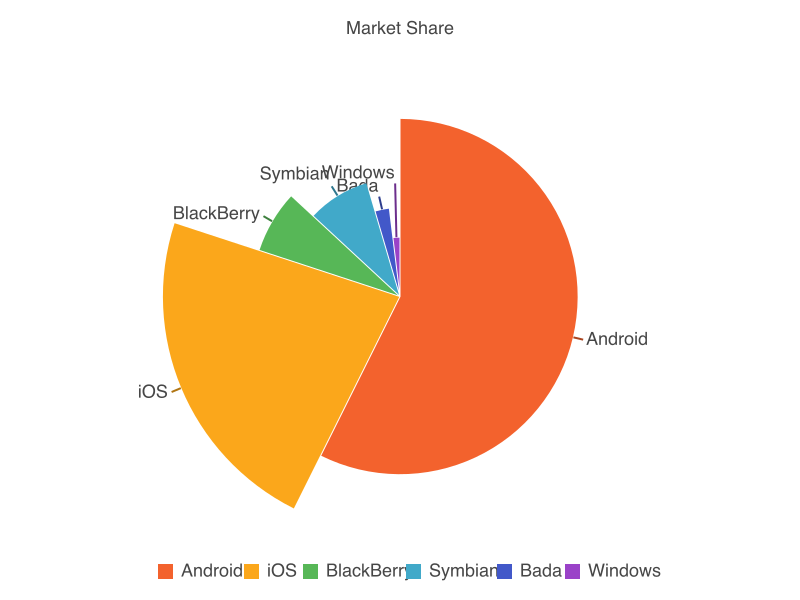 Market Share
Windows
Symbian
Bada
BlackBerry
Android
iOS
Android iOS BlackBerry Symbian Bada Windows